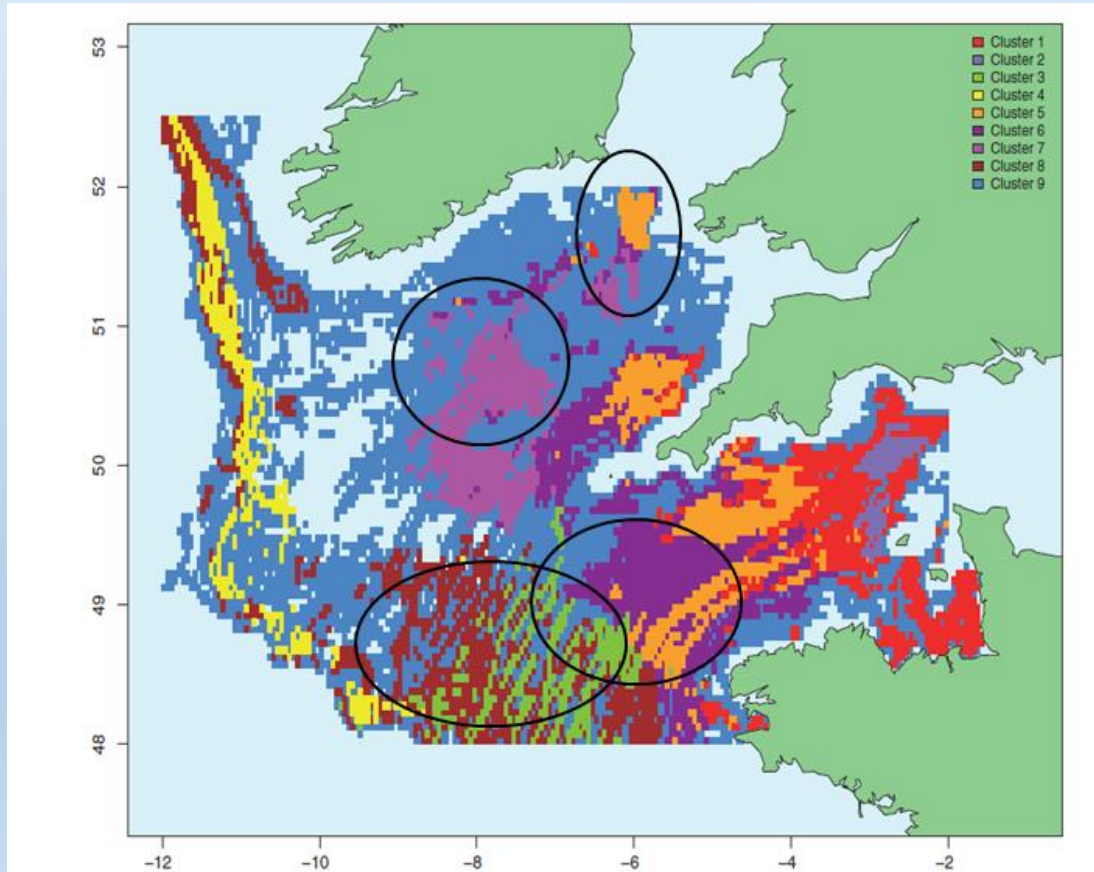 53
52
51
50
49
48
Cluster 1
Cluster 2
Cluster 3
Cluster 4
Cluster 5
Cluster 6
Cluster 7
Cluster 8
Cluster 9
−12 −10 −8 −6 −4 −2